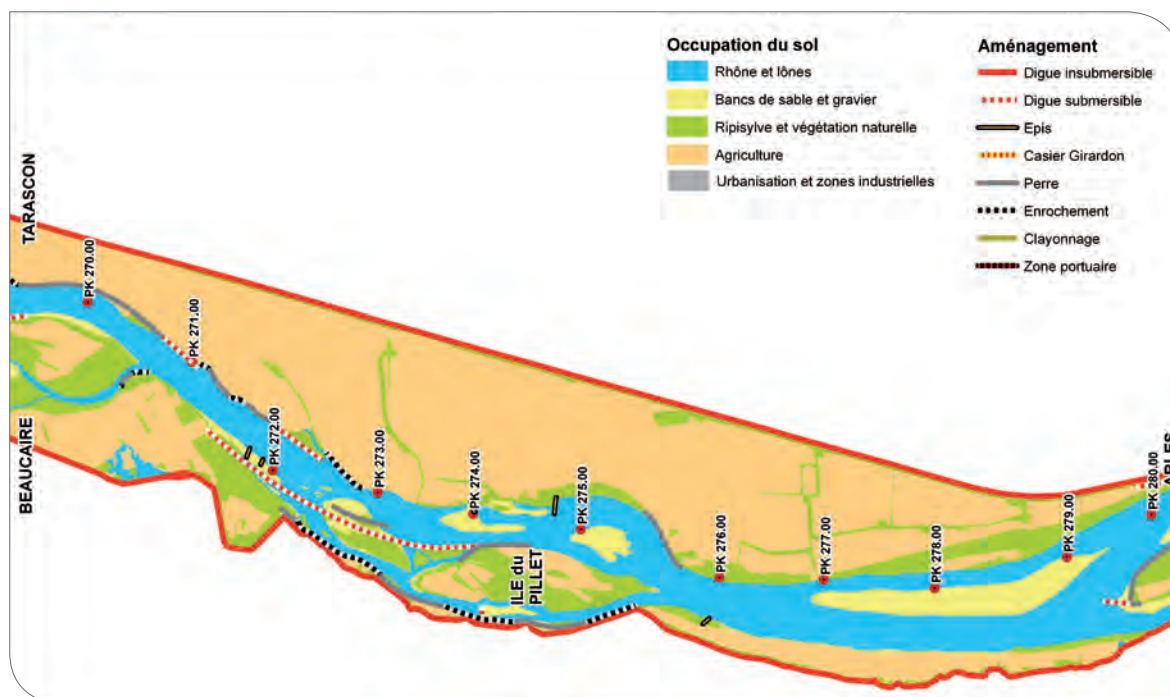 Occupation du sol
Rhône et lônes
Bancs de sable et gravier
Ripisylve et végétation naturelle
Agriculture
Urbanisation et zones industrielles
Aménagement
Digue insubmersible
Digue submersible
Epis
Casier Girardon
Perre
Enrochement
Clayonnage
Zone portuaire
TARASCON
BEAUCAIRE
PK 270.00
PK 271.00
PK 272.00
PK 273.00
PK 274.00
PK 275.00
PK 276.00
PK 277.00
PK 278.00
PK 279.00
PK 280.00
ILE du
PILLET
ARLES